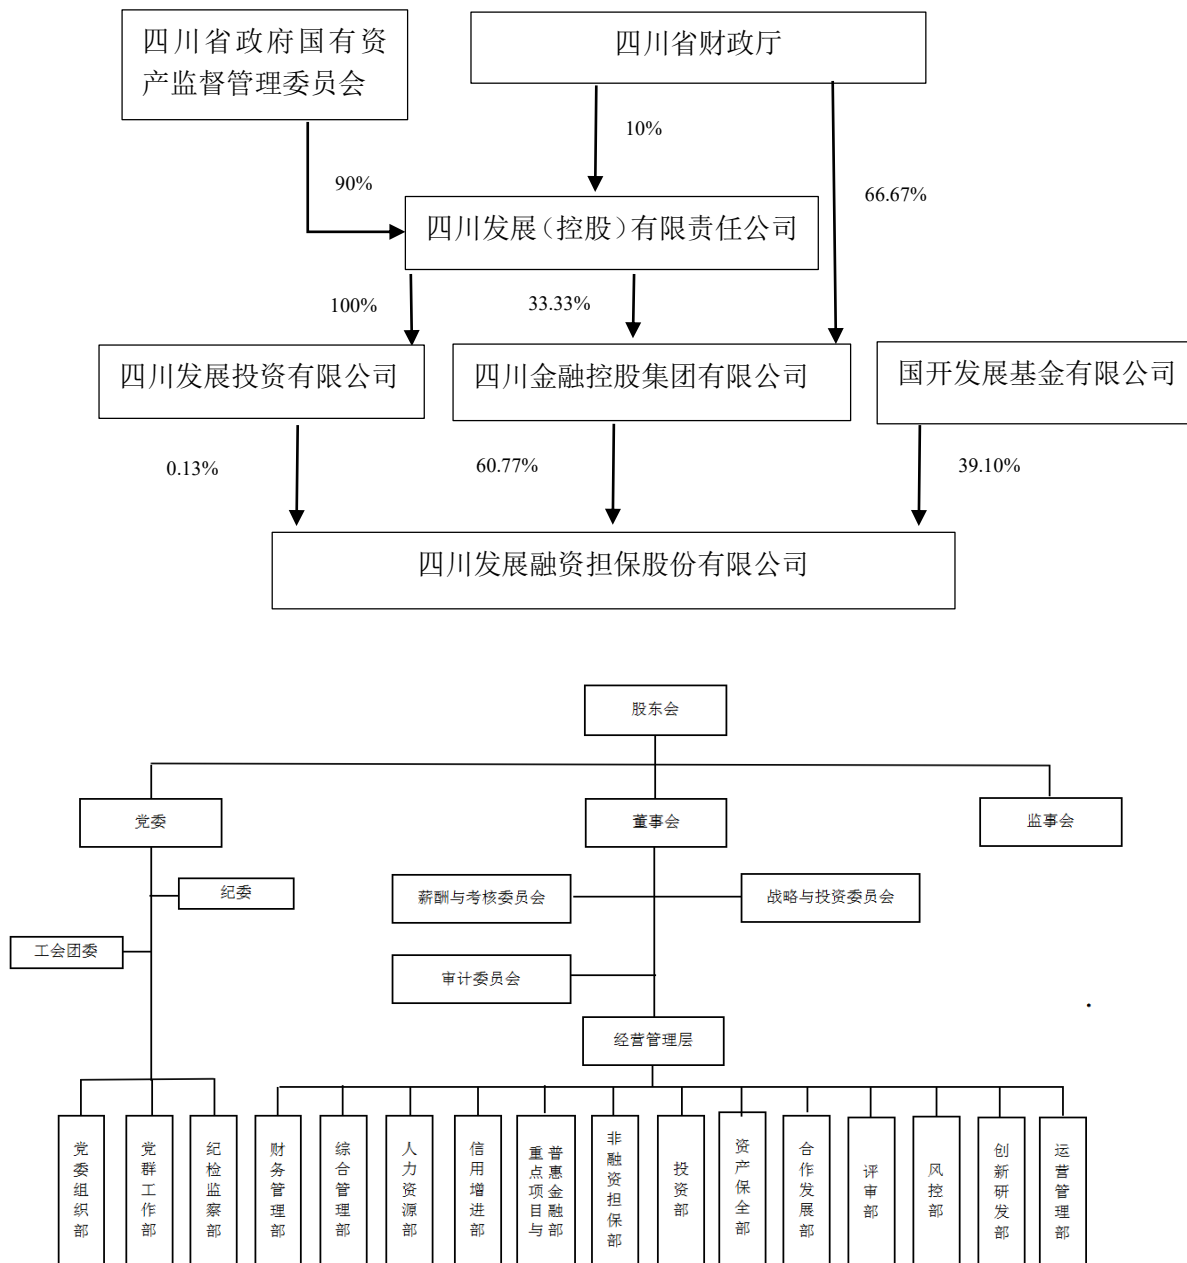 四川省政府国有资
产监督管理委员会
四川省财政厅
10%
90%
66.67%
四川发展（控股）有限责任公司
100%
33.33%
四川发展投资有限公司
四川金融控股集团有限公司
国开发展基金有限公司
0.13%
60.77%
39.10%
四川发展融资担保股份有限公司
股东会
党委
董事会
监事会
纪委
薪酬与考核委员会
战略与投资委员会
工会团委
审计委员会
经营管理层
党委组织部
党群工作部
纪检监察部
财务管理部
综合管理部
人力资源部
信用增进部
重点项目与
普惠金融部
非融资担保部
投资部
资产保全部
合作发展部
评审部
风控部
创新研发部
运营管理部